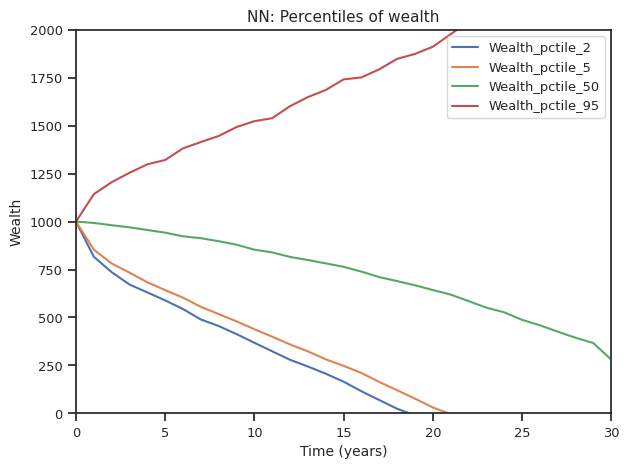 NN: Percentiles of wealth
Wealth_pctile_2
Wealth_pctile_5
Wealth_pctile_50
Wealth_pctile_95
2000
1750
1500
1250
1000
750
500
250
0
Wealth
0 5 10 15 20 25 30
Time (years)